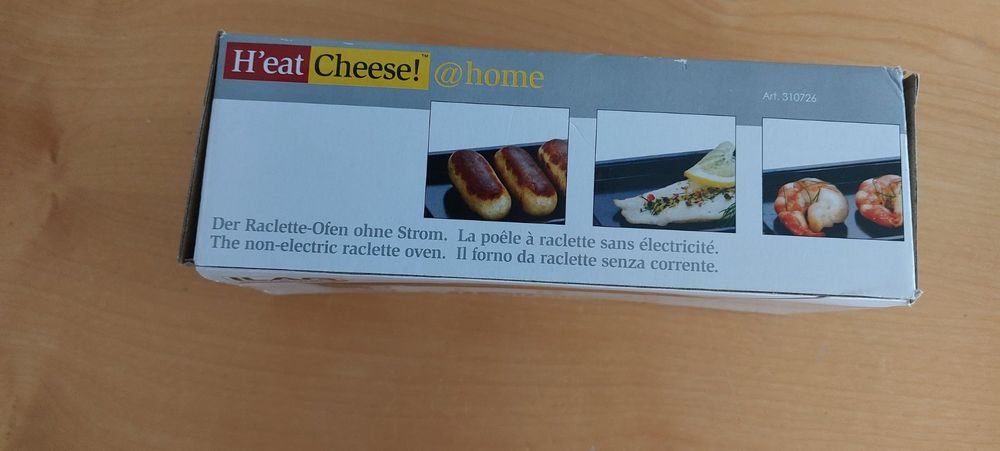 H'eat Cheese!™ @home
Art. 310726
Der Raclette-Ofen ohne Strom. La poêle à raclette sans électricité.
The non-electric raclette oven. Il forno da raclette senza corrente.